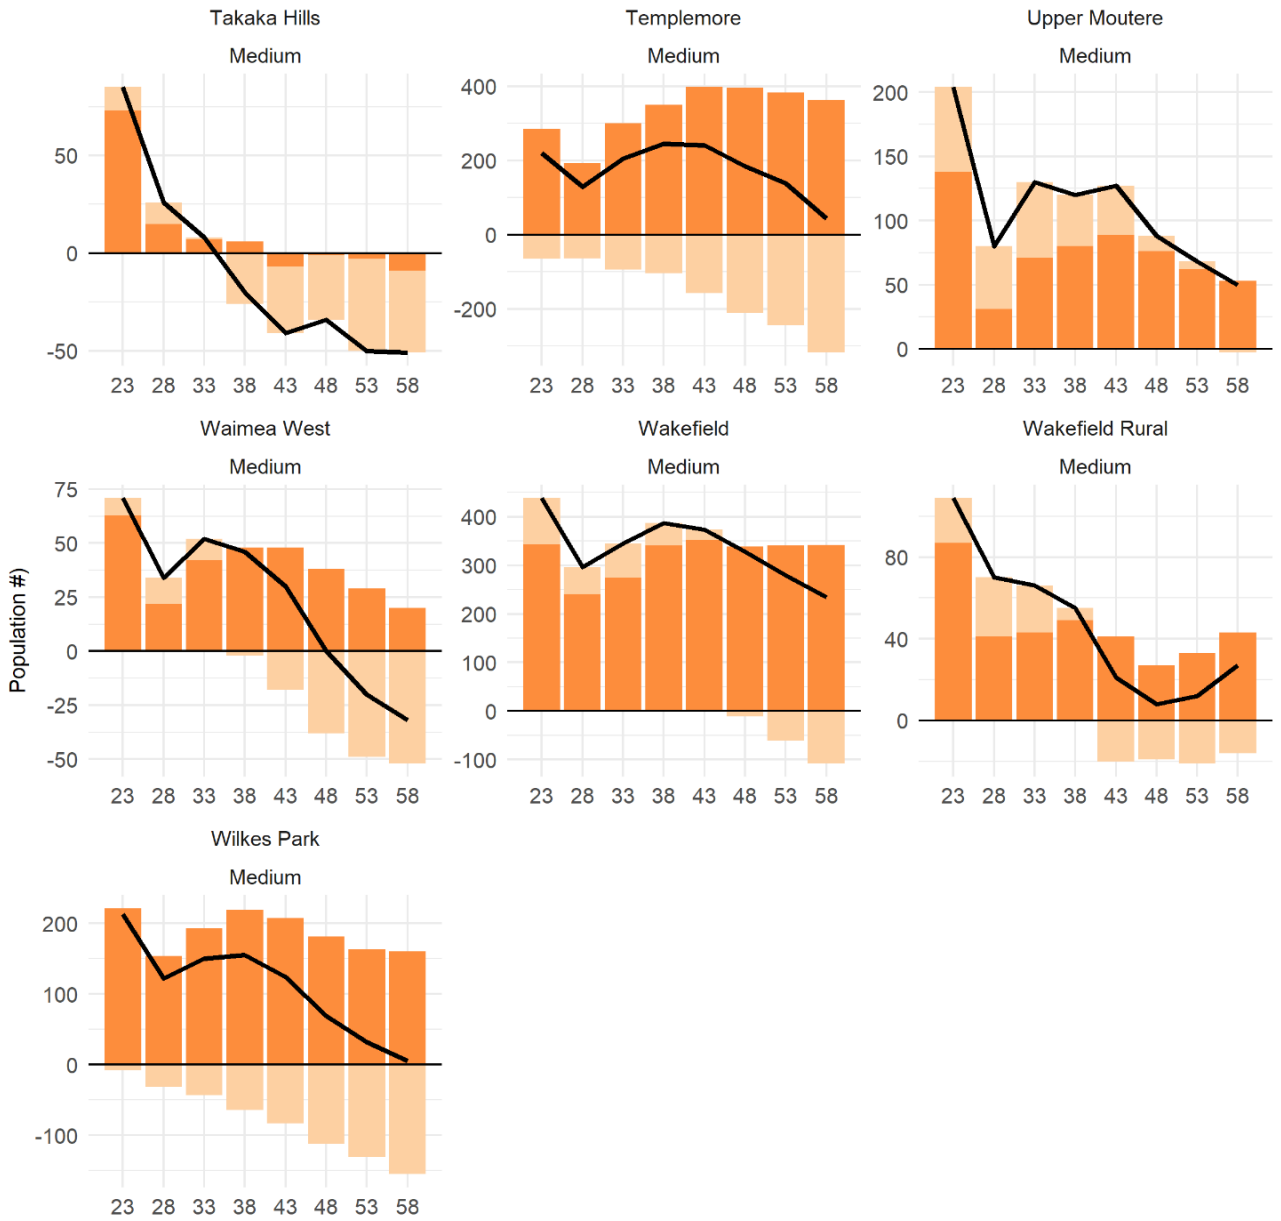 Takaka Hills Templemore Upper Moutere
Medium Medium Medium
50
0
-50
23 28 33 38 43 48 53 58
400
200
0
-200
23 28 33 38 43 48 53 58
200
150
100
50
0
23 28 33 38 43 48 53 58
Waimea West Wakefield Wakefield Rural
Medium Medium Medium
Population #)
75
50
25
0
-25
-50
23 28 33 38 43 48 53 58
400
300
200
100
0
-100
23 28 33 38 43 48 53 58
80
40
0
23 28 33 38 43 48 53 58
Wilkes Park
Medium
200
100
0
-100
23 28 33 38 43 48 53 58